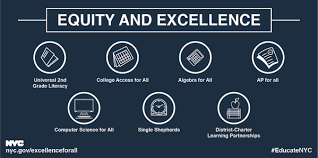 EQUITY AND EXCELLENCE
Universal 2nd
Grade Literacy
College Access for All
Algebra for All
AP for all
Computer Science for All
Single Shepherds
District-Charter
Learning Partnerships
NYC
nyc.gov/excellenceforall
#EducateNYC